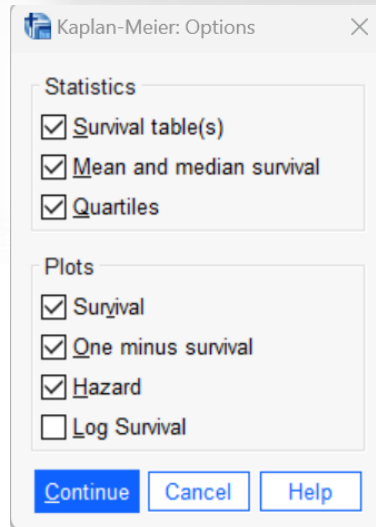 Kaplan-Meier: Options
Statistics
Survival table(s)
Mean and median survival
Quartiles
Plots
Survival
One minus survival
Hazard
Log Survival
Continue Cancel Help